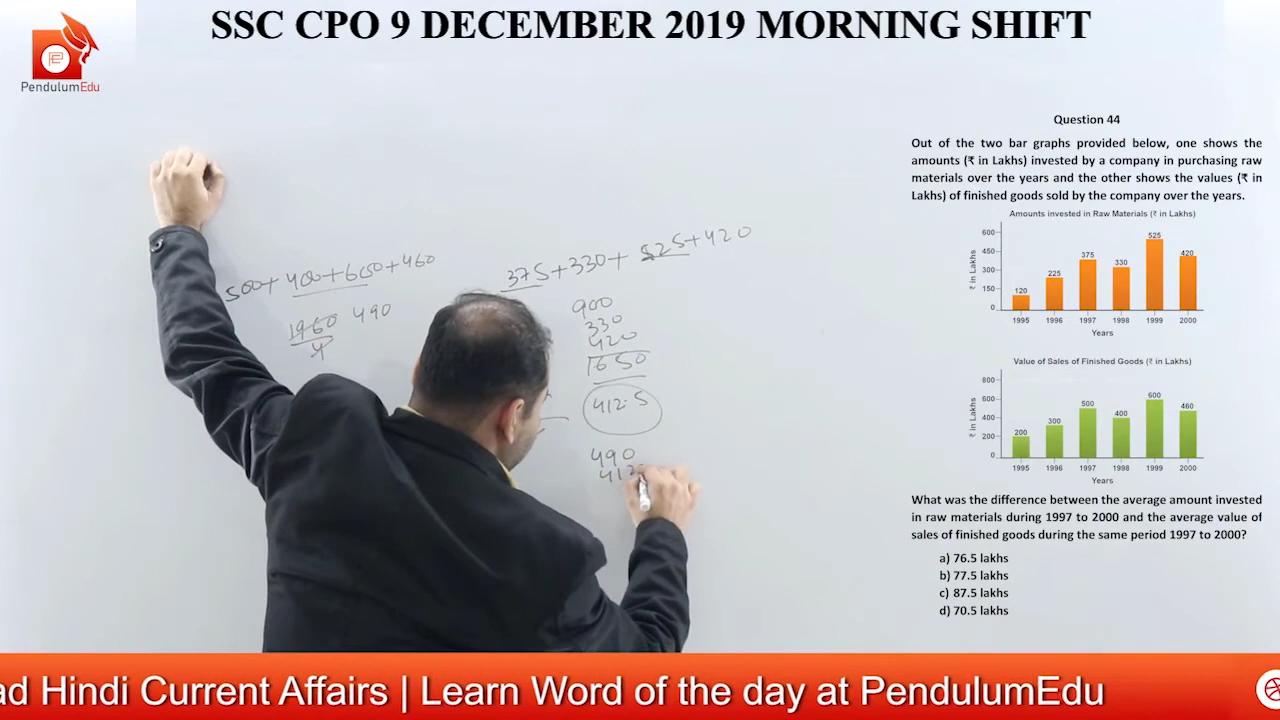 SSC CPO 9 DECEMBER 2019 MORNING SHIFT
PendulumEdu
500+400+600+460
1960 490
4
375+330+525+420
900
330
420
1650
412.5
490
412
Question 44
Out of the two bar graphs provided below, one shows the
amounts (₹ in Lakhs) invested by a company in purchasing raw
materials over the years and the other shows the values (₹ in
Lakhs) of finished goods sold by the company over the years.
Amounts invested in Raw Materials (₹ in Lakhs)
₹ in Lakhs
600
450
300
150
0
120
225
375
330
525
420
1995 1996 1997 1998 1999 2000
Years
Value of Sales of Finished Goods (₹ in Lakhs)
₹ in Lakhs
800
600
400
200
0
200
300
500
400
600
460
1995 1996 1997 1998 1999 2000
Years
What was the difference between the average amount invested
in raw materials during 1997 to 2000 and the average value of
sales of finished goods during the same period 1997 to 2000?
a) 76.5 lakhs
b) 77.5 lakhs
c) 87.5 lakhs
d) 70.5 lakhs
ad Hindi Current Affairs | Learn Word of the day at PendulumEdu